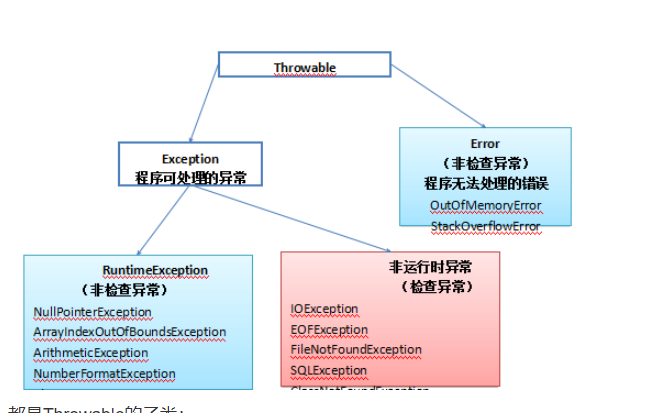 Throwable
Exception
程序可处理的异常
Error
（非检查异常）
程序无法处理的错误
OutOfMemoryError
StackOverflowError
RuntimeException
（非检查异常）
NullPointerException
ArrayIndexOutOfBoundsException
ArithmeticException
NumberFormatException
非运行时异常
（检查异常）
IOException
EOFException
FileNotFoundException
SQLException
ClassNotFoundException
都是Throwable的子类：